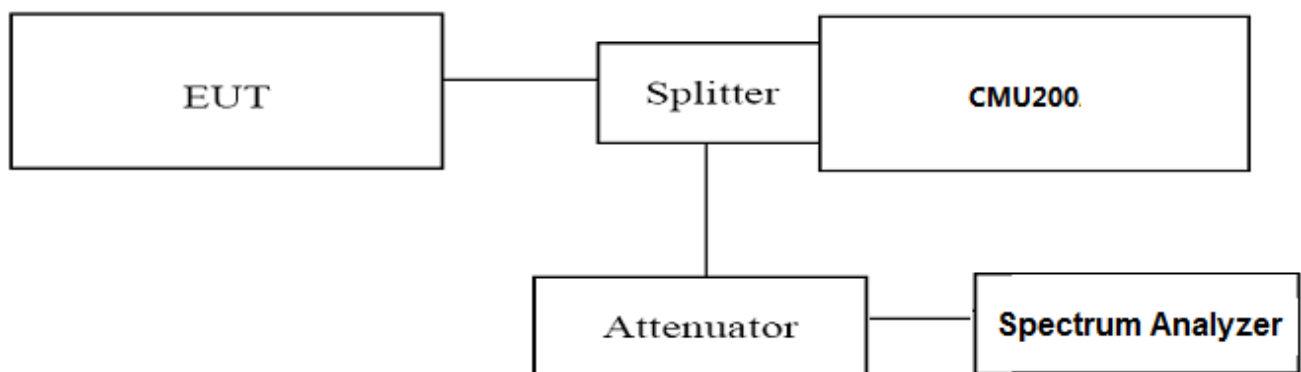 EUT
Splitter
CMU200.
Attenuator
Spectrum Analyzer